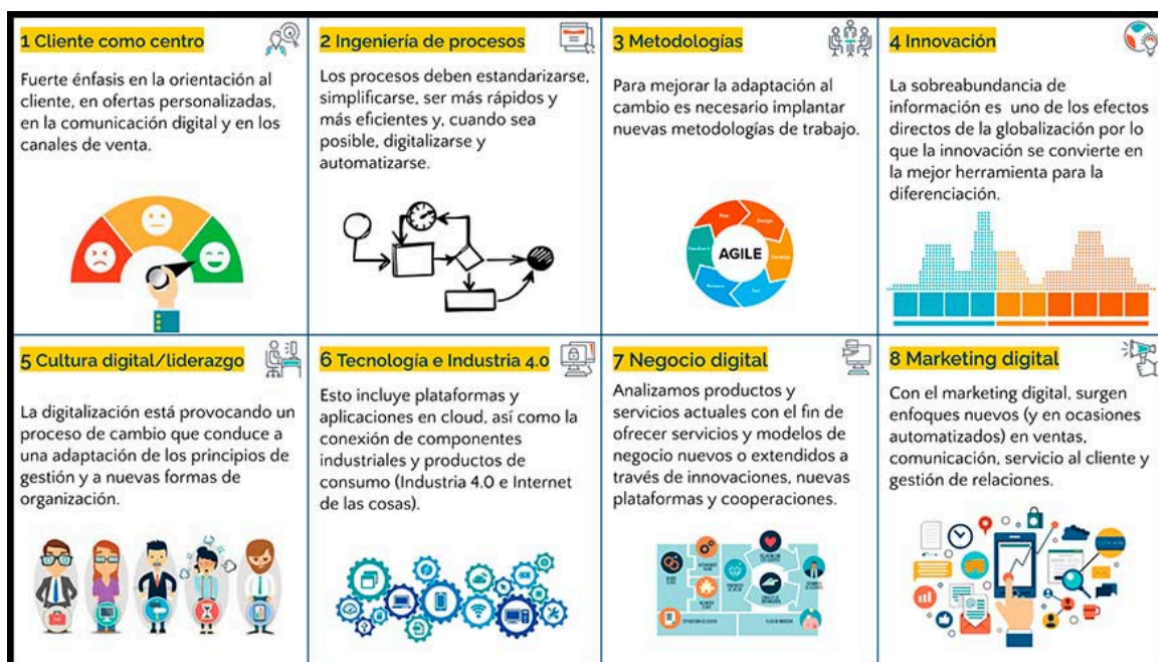 1 Cliente como centro
Fuerte énfasis en la orientación al
cliente, en ofertas personalizadas,
en la comunicación digital y en los
canales de venta.
2 Ingeniería de procesos
Los procesos deben estandarizarse,
simplificarse, ser más rápidos y
más eficientes y, cuando sea
posible, digitalizarse y
automatizarse.
3 Metodologías
Para mejorar la adaptación al
cambio es necesario implantar
nuevas metodologías de trabajo.
Plan
Design
Test
AGILE
4 Innovación
La sobreabundancia de
información es uno de los efectos
directos de la globalización por lo
que la innovación se convierte en
la mejor herramienta para la
diferenciación.
5 Cultura digital/liderazgo
La digitalización está provocando un
proceso de cambio que conduce a
una adaptación de los principios de
gestión y a nuevas formas de
organización.
6 Tecnología e Industria 4.0
Esto incluye plataformas y
aplicaciones en cloud, así como la
conexión de componentes
industriales y productos de
consumo (Industria 4.0 e Internet
de las cosas).
7 Negocio digital
Analizamos productos y
servicios actuales con el fin de
ofrecer servicios y modelos de
negocio nuevos o extendidos a
través de innovaciones, nuevas
plataformas y cooperaciones.
8 Marketing digital
Con el marketing digital, surgen
enfoques nuevos (y en ocasiones
automatizados) en ventas,
comunicación, servicio al cliente y
gestión de relaciones.